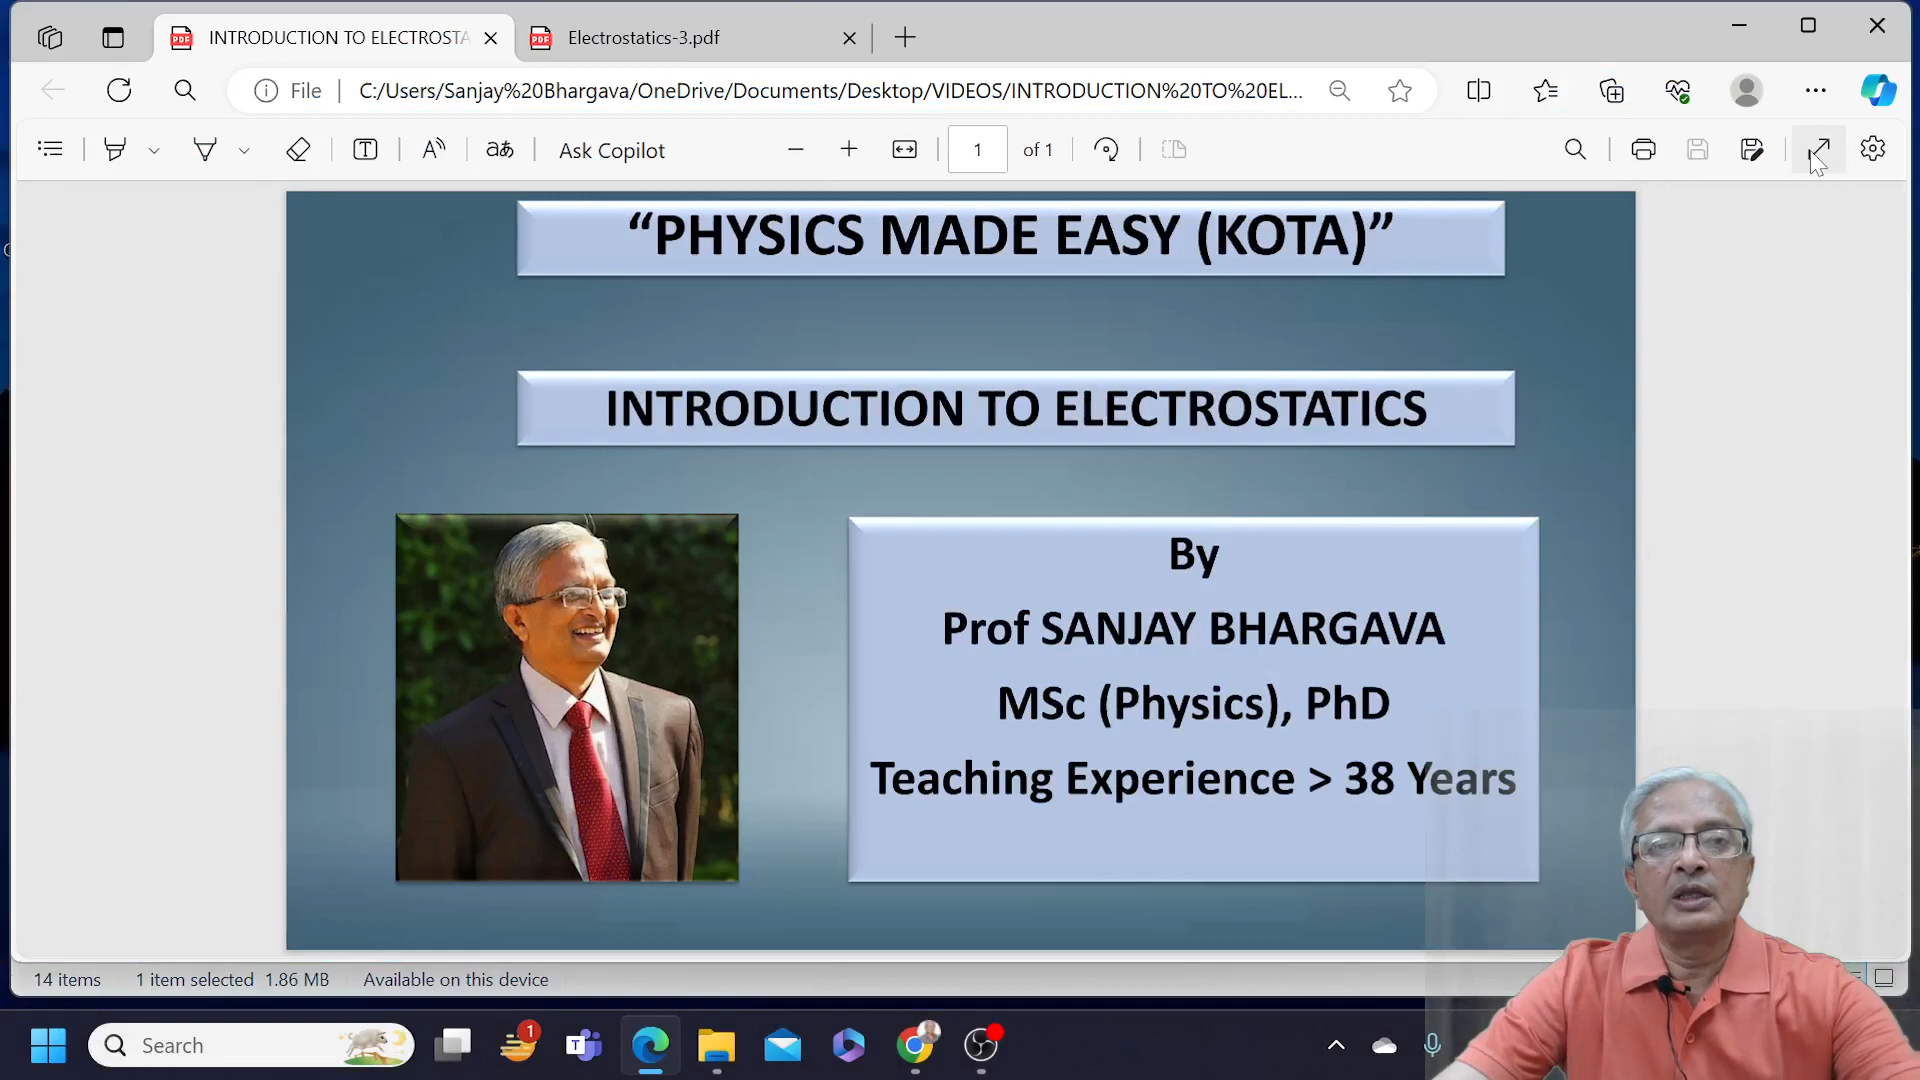 INTRODUCTION TO ELECTROSTA
Electrostatics-3.pdf
File
C:/Users/Sanjay%20Bhargava/OneDrive/Documents/Desktop/VIDEOS/INTRODUCTION%20TO%20EL...
Ask Copilot
1
of 1
“PHYSICS MADE EASY (KOTA)”
INTRODUCTION TO ELECTROSTATICS
By
Prof SANJAY BHARGAVA
MSc (Physics), PhD
Teaching Experience > 38 Years
14 items
1 item selected 1.86 MB
Available on this device
Search
1